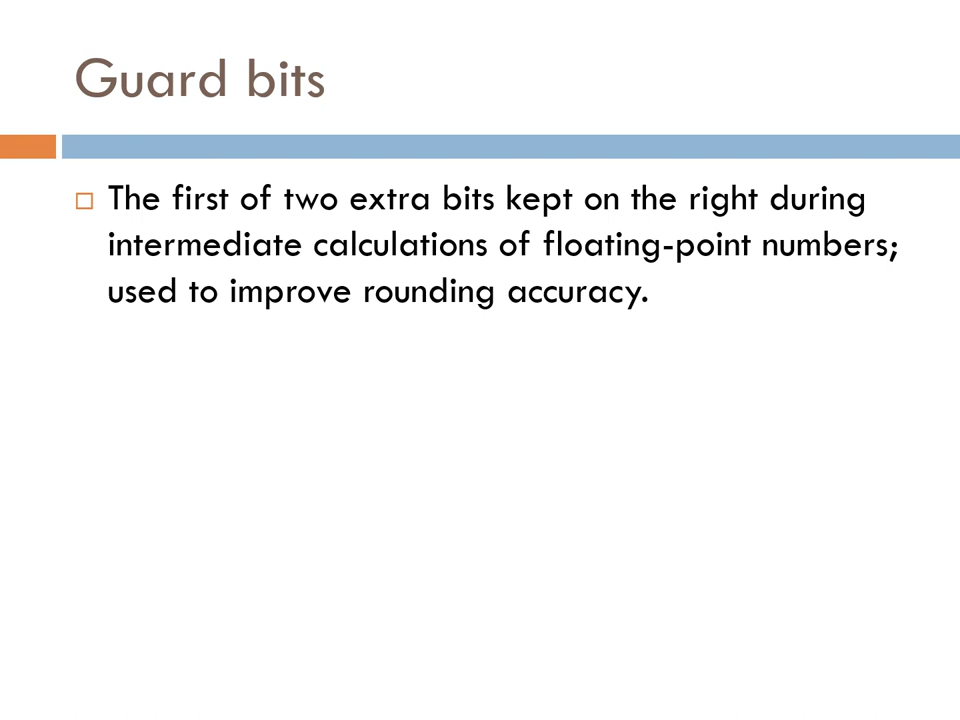 Guard bits
The first of two extra bits kept on the right during
intermediate calculations of floating-point numbers;
used to improve rounding accuracy.